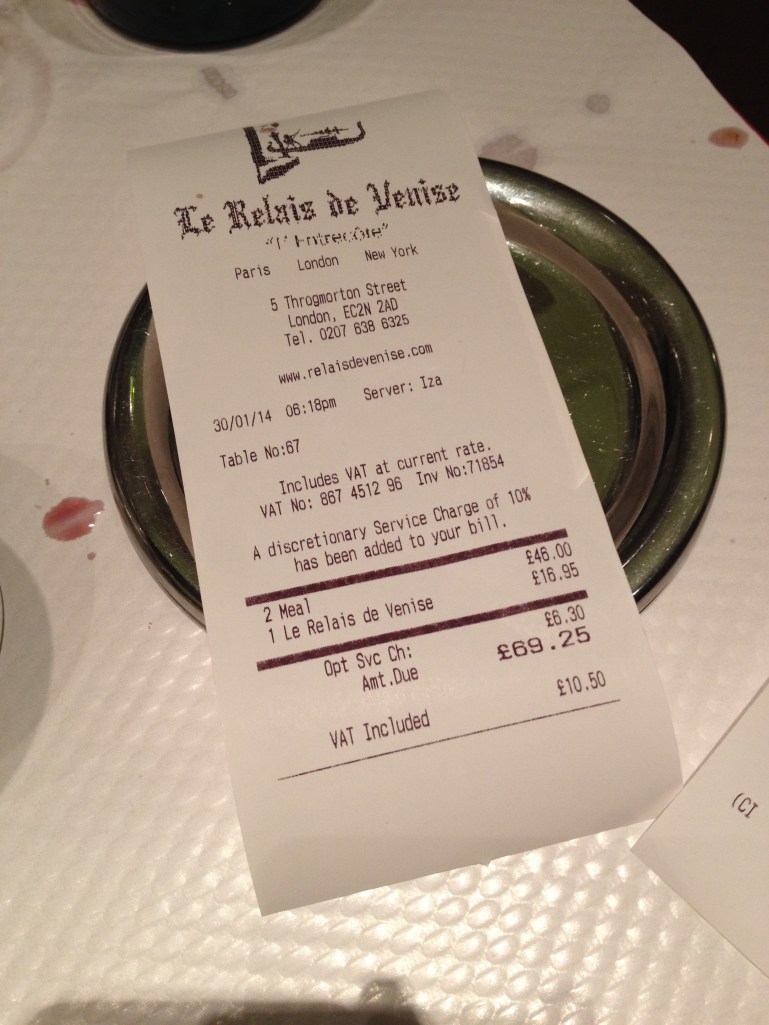 Le Relais de Venise
"L'Entrecôte"
Paris London New York
5 Throgmorton Street
London, EC2N 2AD
Tel. 0207 638 6325
www.relaisdevenise.com
30/01/14 06:18pm Server: Iza
Table No:67
Includes VAT at current rate.
VAT No: 867 4512 96 Inv No:71854
A discretionary Service Charge of 10%
has been added to your bill.
2 Meal £46.00
1 Le Relais de Venise £16.95
Opt Svc Ch: £6.30
Amt.Due £69.25
VAT Included £10.50
(CI